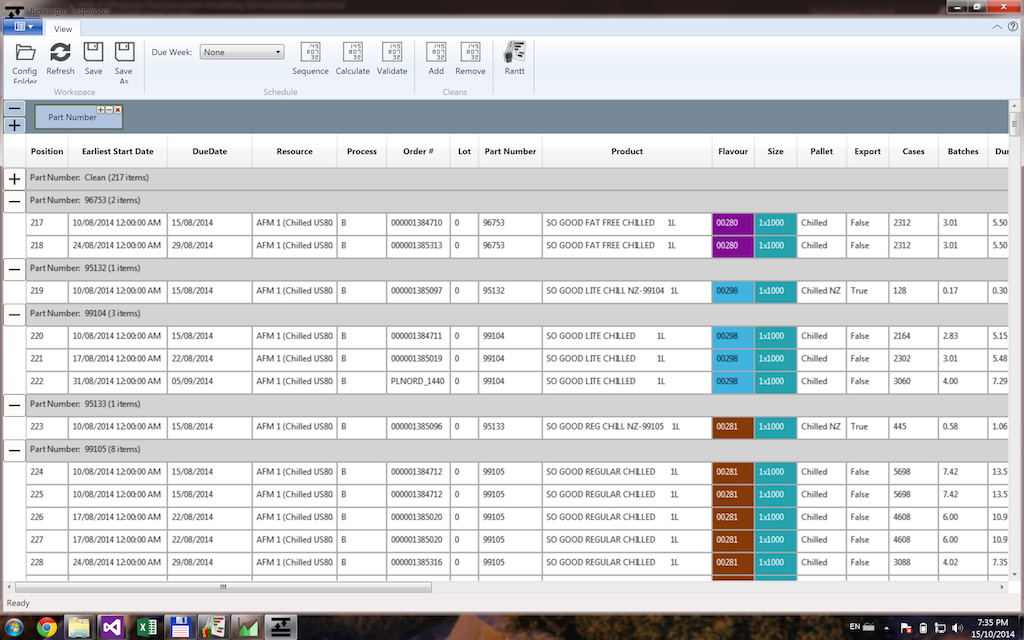 Beverages Sequence
View
Config Folder
Refresh
Save
Save As
Due Week: None
Sequence
Calculate
Validate
Add
Remove
Rantt
Workspace
Schedule
Cleans
Part Number
Position Earliest Start Date DueDate Resource Process Order # Lot Part Number Product Flavour Size Pallet Export Cases Batches Du
Part Number: Clean (217 items)
Part Number: 96753 (2 items)
217 10/08/2014 12:00:00 AM 15/08/2014 AFM 1 (Chilled US80 B 000001384710 0 96753 SO GOOD FAT FREE CHILLED 1L 00280 1x1000 Chilled False 2312 3.01 5.50
218 24/08/2014 12:00:00 AM 29/08/2014 AFM 1 (Chilled US80 B 000001385313 0 96753 SO GOOD FAT FREE CHILLED 1L 00280 1x1000 Chilled False 2312 3.01 5.50
Part Number: 95132 (1 items)
219 10/08/2014 12:00:00 AM 15/08/2014 AFM 1 (Chilled US80 B 000001385097 0 95132 SO GOOD LITE CHILL NZ-99104 1L 00298 1x1000 Chilled NZ True 128 0.17 0.30
Part Number: 99104 (3 items)
220 10/08/2014 12:00:00 AM 15/08/2014 AFM 1 (Chilled US80 B 000001384711 0 99104 SO GOOD LITE CHILLED 1L 00298 1x1000 Chilled False 2164 2.83 5.15
221 17/08/2014 12:00:00 AM 22/08/2014 AFM 1 (Chilled US80 B 000001385019 0 99104 SO GOOD LITE CHILLED 1L 00298 1x1000 Chilled False 2302 3.01 5.48
222 31/08/2014 12:00:00 AM 05/09/2014 AFM 1 (Chilled US80 B PLNORD_1440 0 99104 SO GOOD LITE CHILLED 1L 00298 1x1000 Chilled False 3060 4.00 7.29
Part Number: 95133 (1 items)
223 10/08/2014 12:00:00 AM 15/08/2014 AFM 1 (Chilled US80 B 000001385096 0 95133 SO GOOD REG CHILL NZ-99105 1L 00281 1x1000 Chilled NZ True 445 0.58 1.06
Part Number: 99105 (8 items)
224 10/08/2014 12:00:00 AM 15/08/2014 AFM 1 (Chilled US80 B 000001384712 0 99105 SO GOOD REGULAR CHILLED 1L 00281 1x1000 Chilled False 5698 7.42 13.5
225 10/08/2014 12:00:00 AM 15/08/2014 AFM 1 (Chilled US80 B 000001384712 0 99105 SO GOOD REGULAR CHILLED 1L 00281 1x1000 Chilled False 5698 7.42 13.5
226 17/08/2014 12:00:00 AM 22/08/2014 AFM 1 (Chilled US80 B 000001385020 0 99105 SO GOOD REGULAR CHILLED 1L 00281 1x1000 Chilled False 4608 6.00 10.9
227 17/08/2014 12:00:00 AM 22/08/2014 AFM 1 (Chilled US80 B 000001385020 0 99105 SO GOOD REGULAR CHILLED 1L 00281 1x1000 Chilled False 4608 6.00 10.9
228 24/08/2014 12:00:00 AM 29/08/2014 AFM 1 (Chilled US80 B 000001385316 0 99105 SO GOOD REGULAR CHILLED 1L 00281 1x1000 Chilled False 3088 4.02 7.35
Ready
EN
7:35 PM
15/10/2014